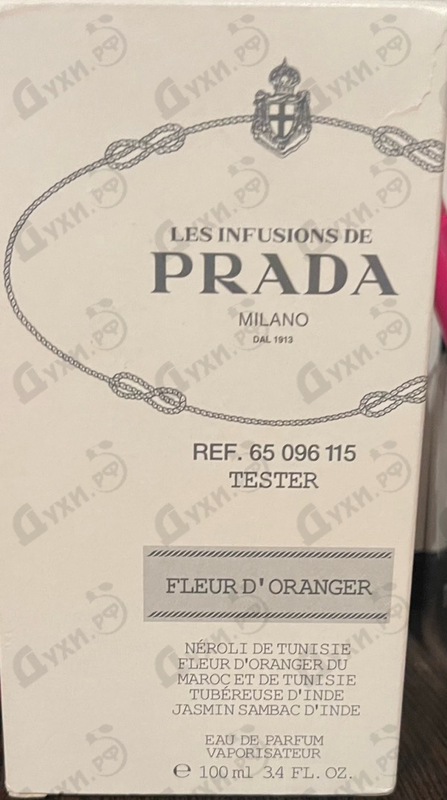 LES INFUSIONS DE
PRADA
MILANO
DAL 1913
REF. 65 096 115
TESTER
FLEUR D'ORANGER
NÉROLI DE TUNISIE
FLEUR D'ORANGER DU
MAROC ET DE TUNISIE
TUBÉREUSE D'INDE
JASMIN SAMBAC D'INDE
EAU DE PARFUM
VAPORISATEUR
℮ 100 ml 3.4 FL. OZ.
Духи.рф